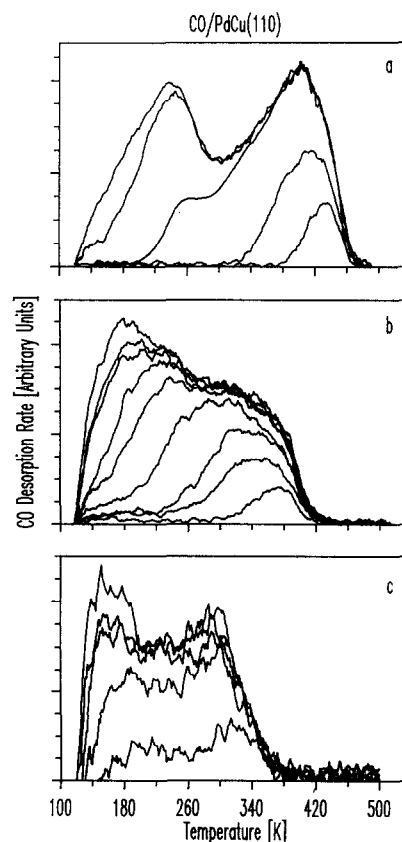 CO/PdCu(110)
a
b
c
CO Desorption Rate [Arbitrary Units]
100 180 260 340 420 500
Temperature [K]